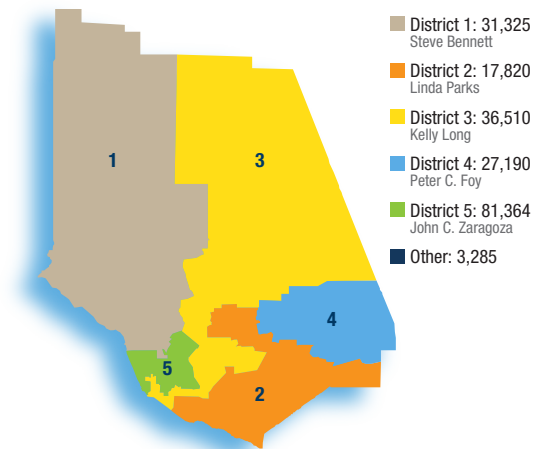 District 1: 31,325
Steve Bennett
District 2: 17,820
Linda Parks
District 3: 36,510
Kelly Long
District 4: 27,190
Peter C. Foy
District 5: 81,364
John C. Zaragoza
Other: 3,285
1
3
4
5
2